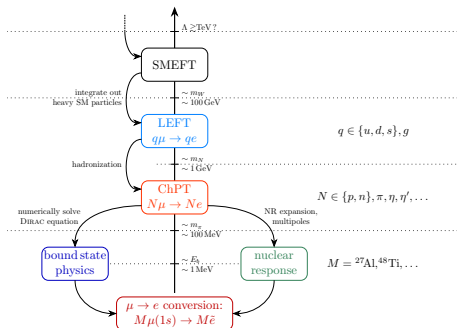 Λ ≳TeV?
SMEFT
integrate out
heavy SM particles
~ m_W
~ 100 GeV
LEFT
qμ → qe
q ∈ {u, d, s}, g
hadronization
~ m_N
~ 1 GeV
ChPT
Nμ → Ne
N ∈ {p, n}, π, η, η′, …
numerically solve
DIRAC equation
NR expansion,
multipoles
~ m_π
~ 100 MeV
bound state
physics
~ E_b
~ 1 MeV
nuclear
response
M = ²⁷Al, ⁴⁸Ti, …
μ → e conversion:
Mμ(1s) → Mẽ